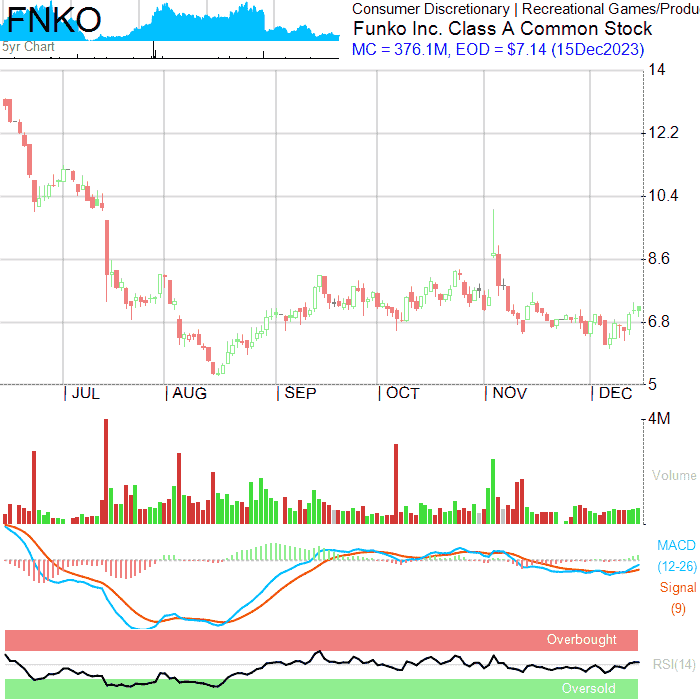 FNKO
5yr Chart
Consumer Discretionary | Recreational Games/Produ
Funko Inc. Class A Common Stock
MC = 376.1M, EOD = $7.14 (15Dec2023)
14
12.2
10.4
8.6
6.8
5
JUL
AUG
SEP
OCT
NOV
DEC
4M
Volume
MACD
(12-26)
Signal
(9)
Overbought
RSI(14)
Oversold